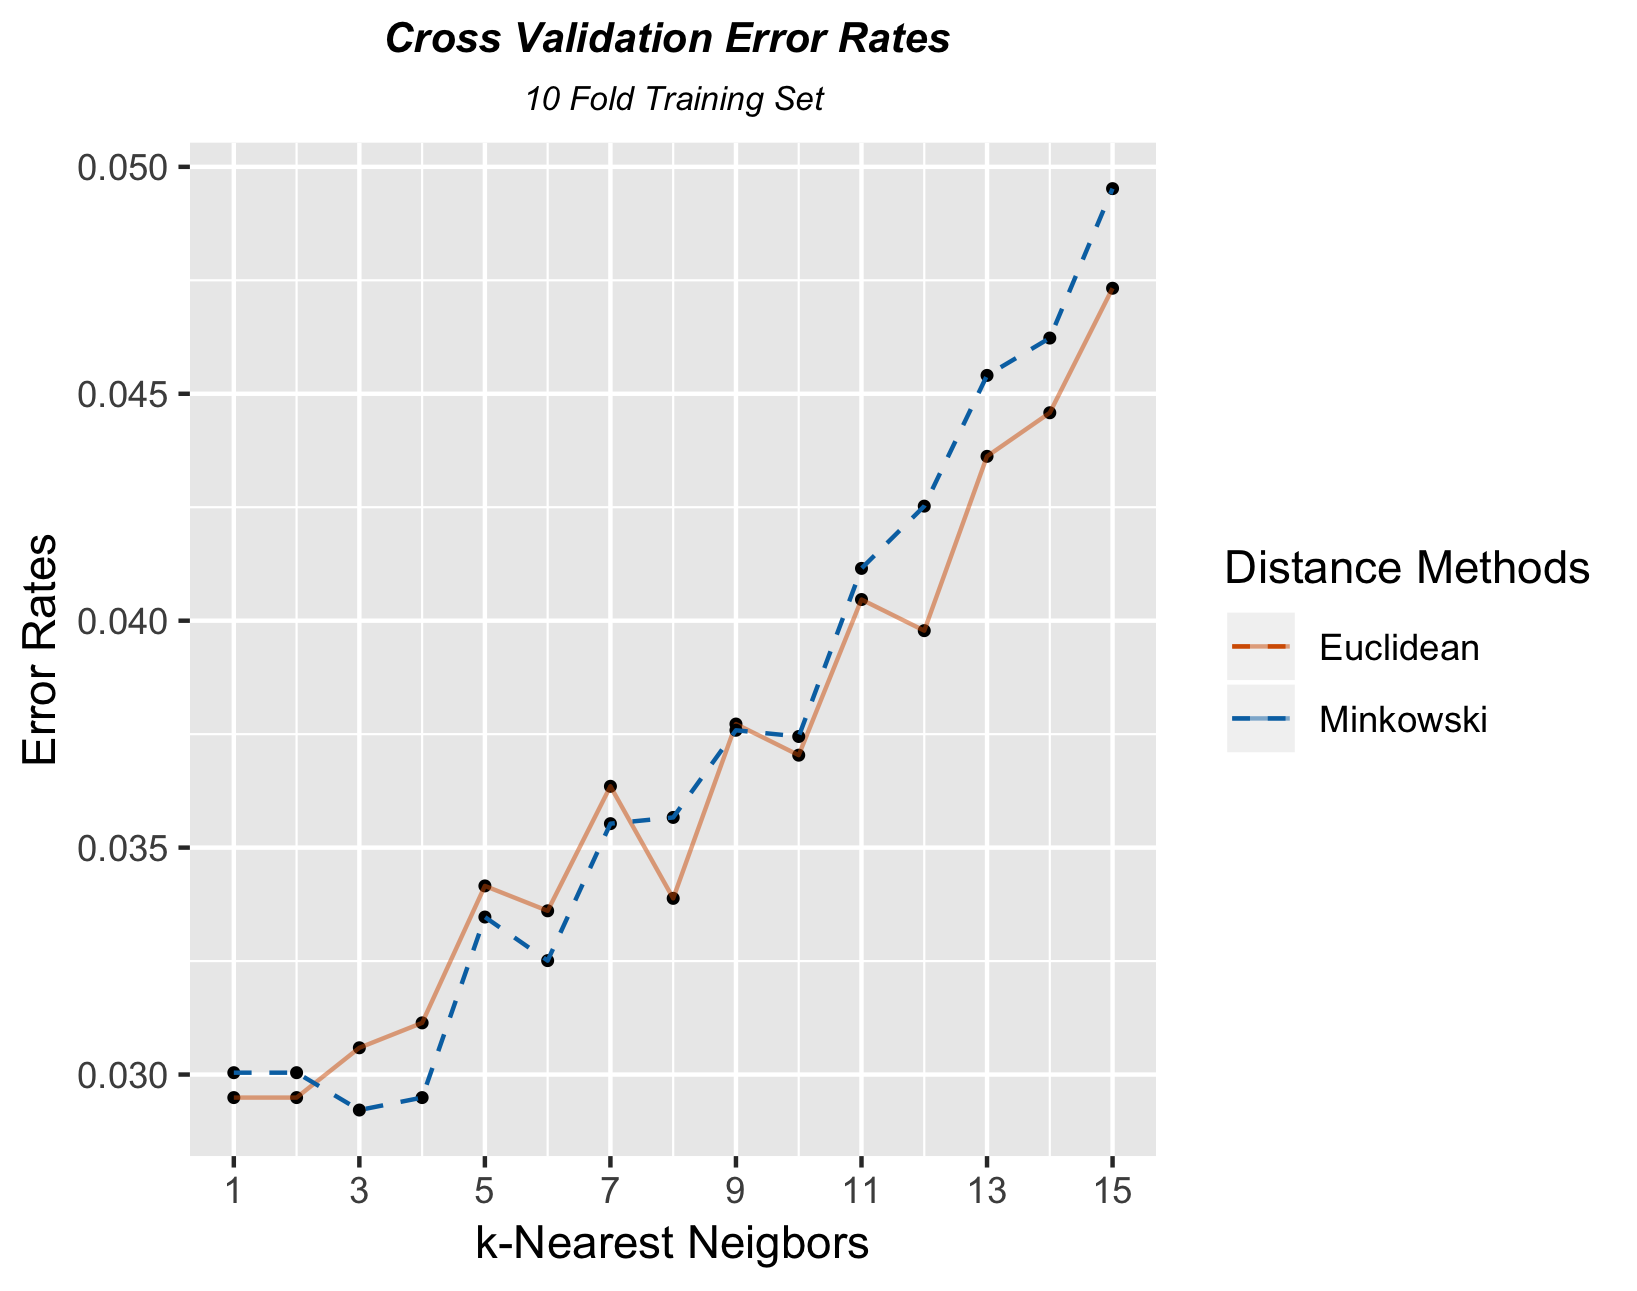 Cross Validation Error Rates
10 Fold Training Set
0.050
0.045
0.040
0.035
0.030
Error Rates
1 3 5 7 9 11 13 15
k-Nearest Neigbors
Distance Methods
Euclidean
Minkowski